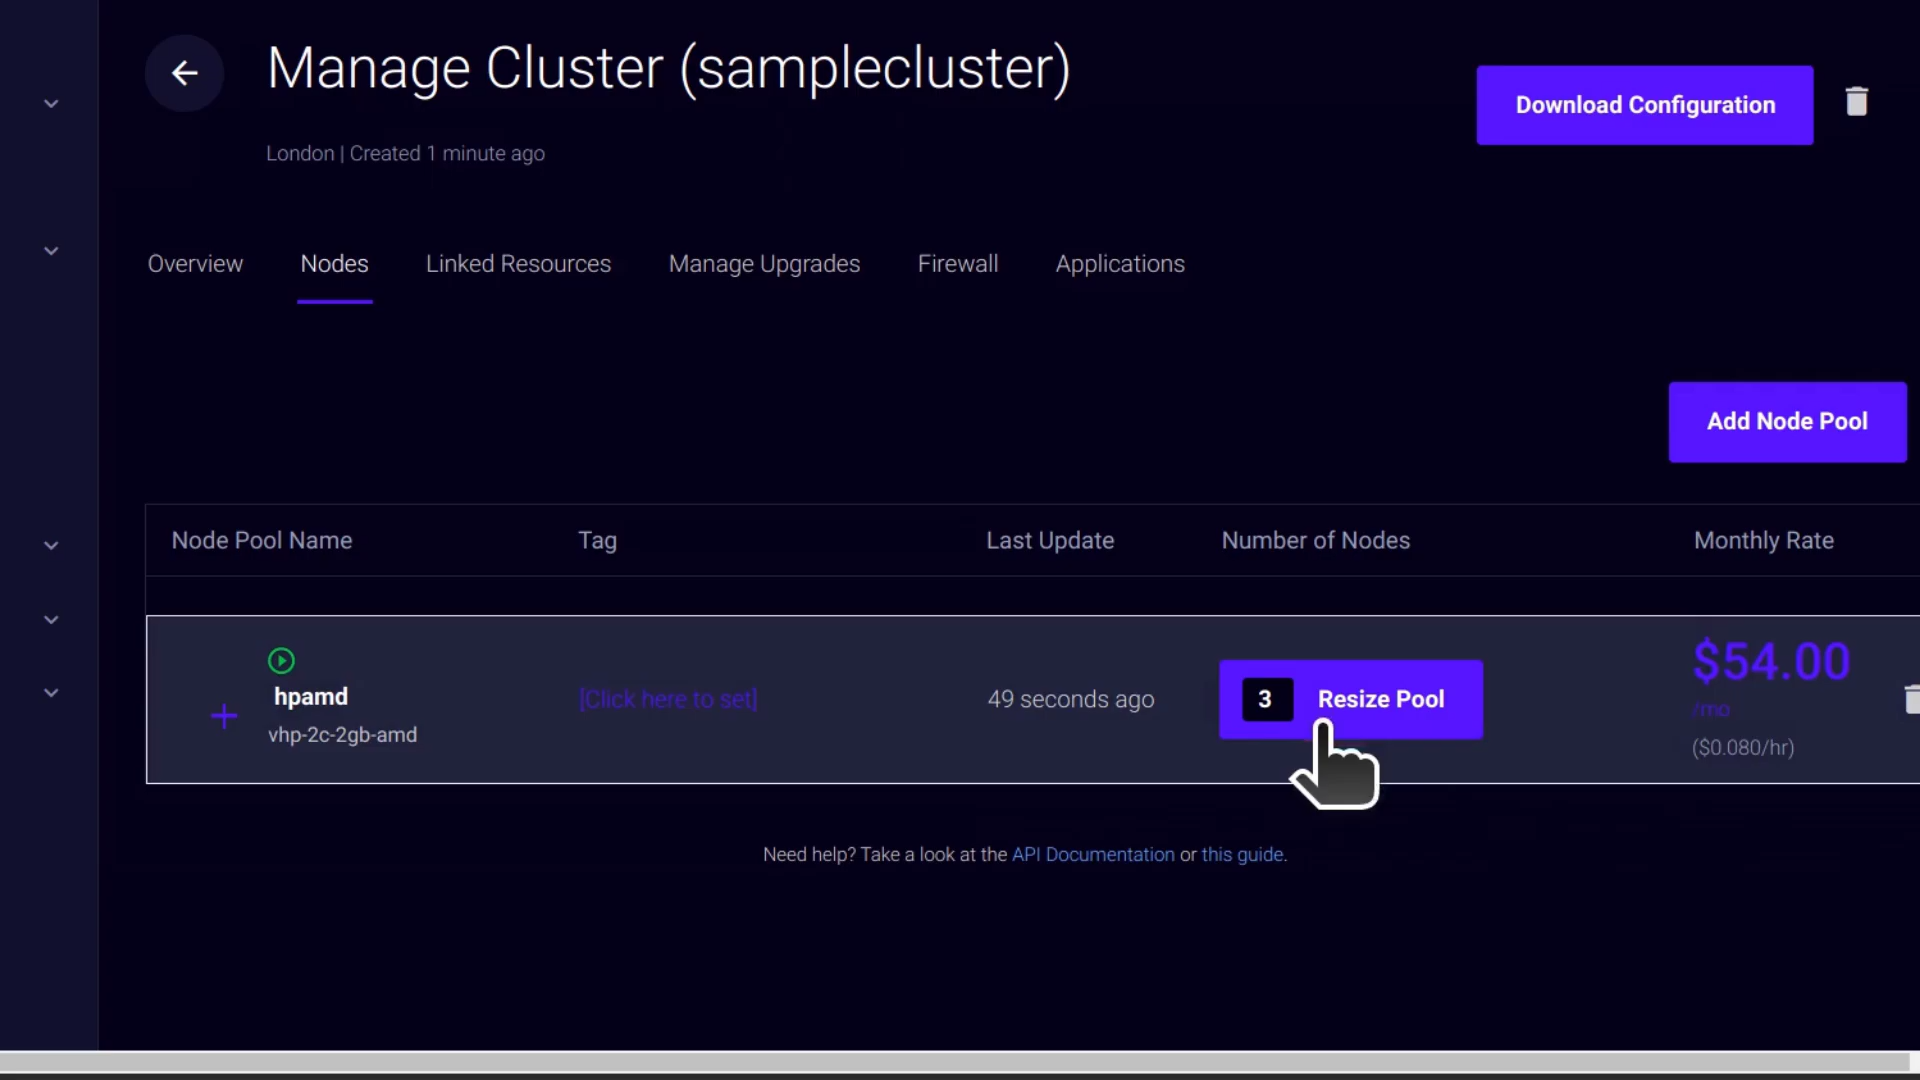 Manage Cluster (samplecluster)
Download Configuration
London | Created 1 minute ago
Overview
Nodes
Linked Resources
Manage Upgrades
Firewall
Applications
Add Node Pool
Node Pool Name
Tag
Last Update
Number of Nodes
Monthly Rate
hpamd
vhp-2c-2gb-amd
[Click here to set]
49 seconds ago
3
Resize Pool
$54.00
/mo
($0.080/hr)
Need help? Take a look at the API Documentation or this guide.